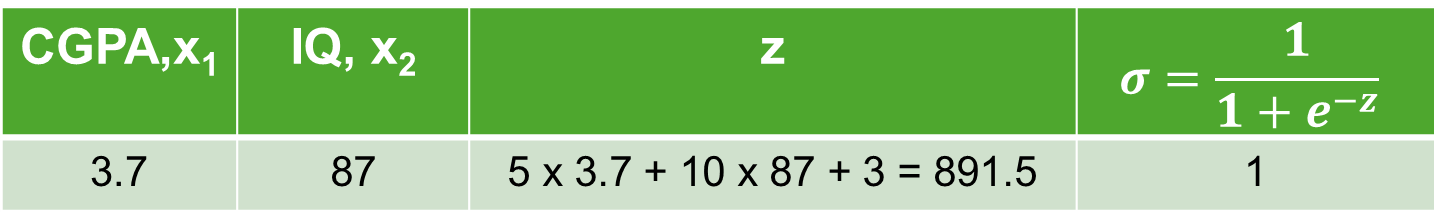 CGPA,x₁ IQ, x₂ z σ = 1 / (1 + e⁻ᶻ)
3.7 87 5 x 3.7 + 10 x 87 + 3 = 891.5 1